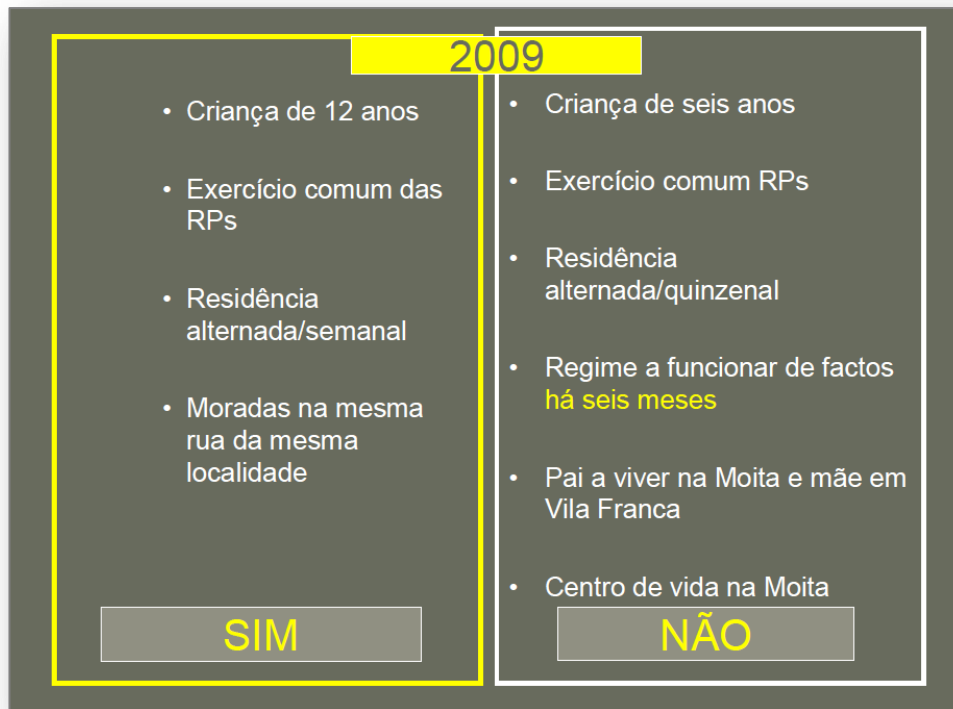 2009
• Criança de 12 anos
• Exercício comum das
RPs
• Residência
alternada/semanal
• Moradas na mesma
rua da mesma
localidade
SIM
• Criança de seis anos
• Exercício comum RPs
• Residência
alternada/quinzenal
• Regime a funcionar de factos
há seis meses
• Pai a viver na Moita e mãe em
Vila Franca
• Centro de vida na Moita
NÃO